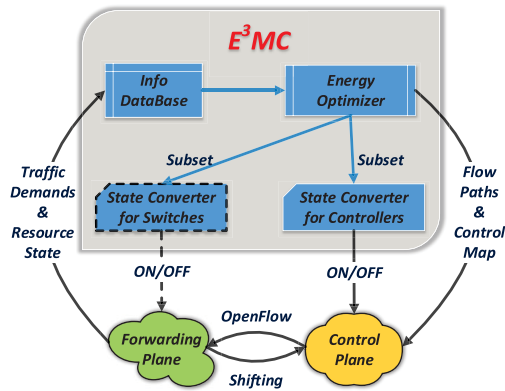 E³MC
Info
DataBase
Energy
Optimizer
Subset
Subset
State Converter
for Switches
State Converter
for Controllers
Traffic
Demands
&
Resource
State
Flow
Paths
&
Control
Map
ON/OFF
ON/OFF
OpenFlow
Forwarding
Plane
Control
Plane
Shifting